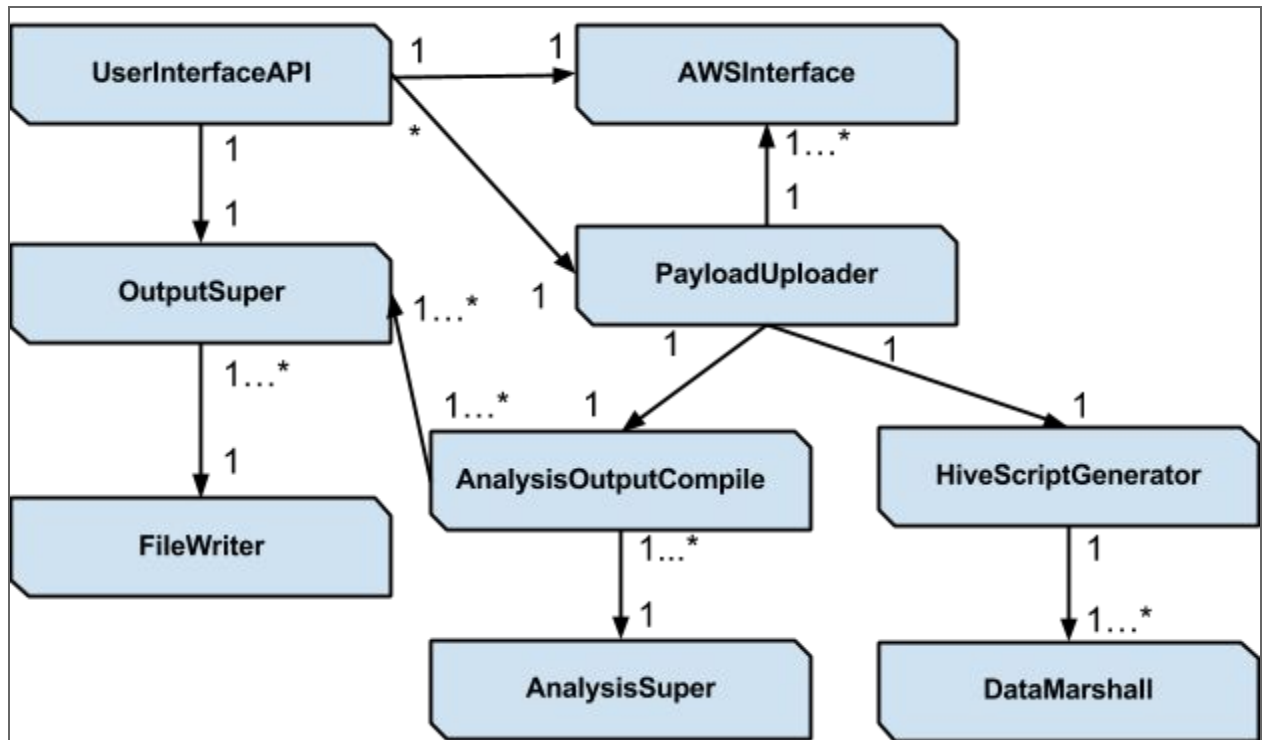 UserInterfaceAPI
1
1
AWSInterface
1
*
1…*
1
1
OutputSuper
1…*
1
PayloadUploader
1…*
1
1
1…*
1
1
1
AnalysisOutputCompile
HiveScriptGenerator
FileWriter
1…*
1
1
1…*
AnalysisSuper
DataMarshall